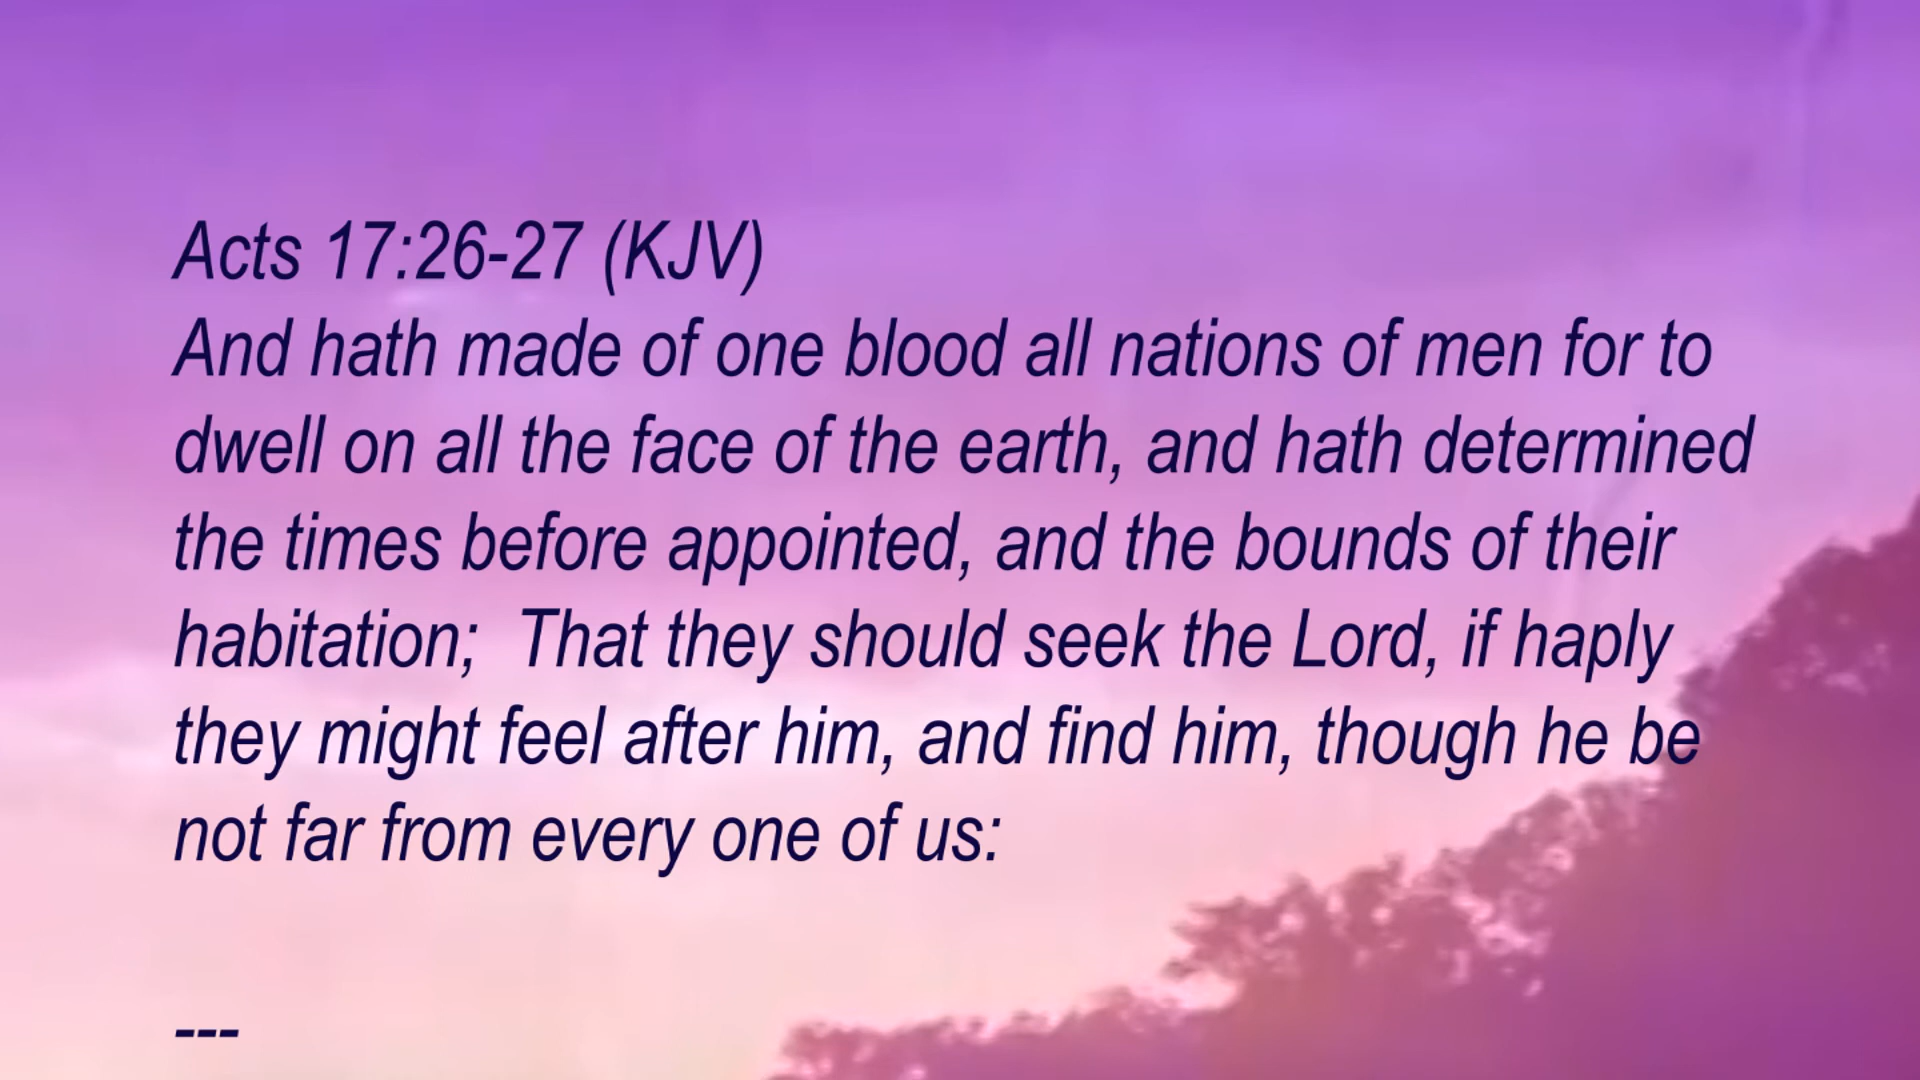 Acts 17:26-27 (KJV)
And hath made of one blood all nations of men for to
dwell on all the face of the earth, and hath determined
the times before appointed, and the bounds of their
habitation;  That they should seek the Lord, if haply
they might feel after him, and find him, though he be
not far from every one of us:
---